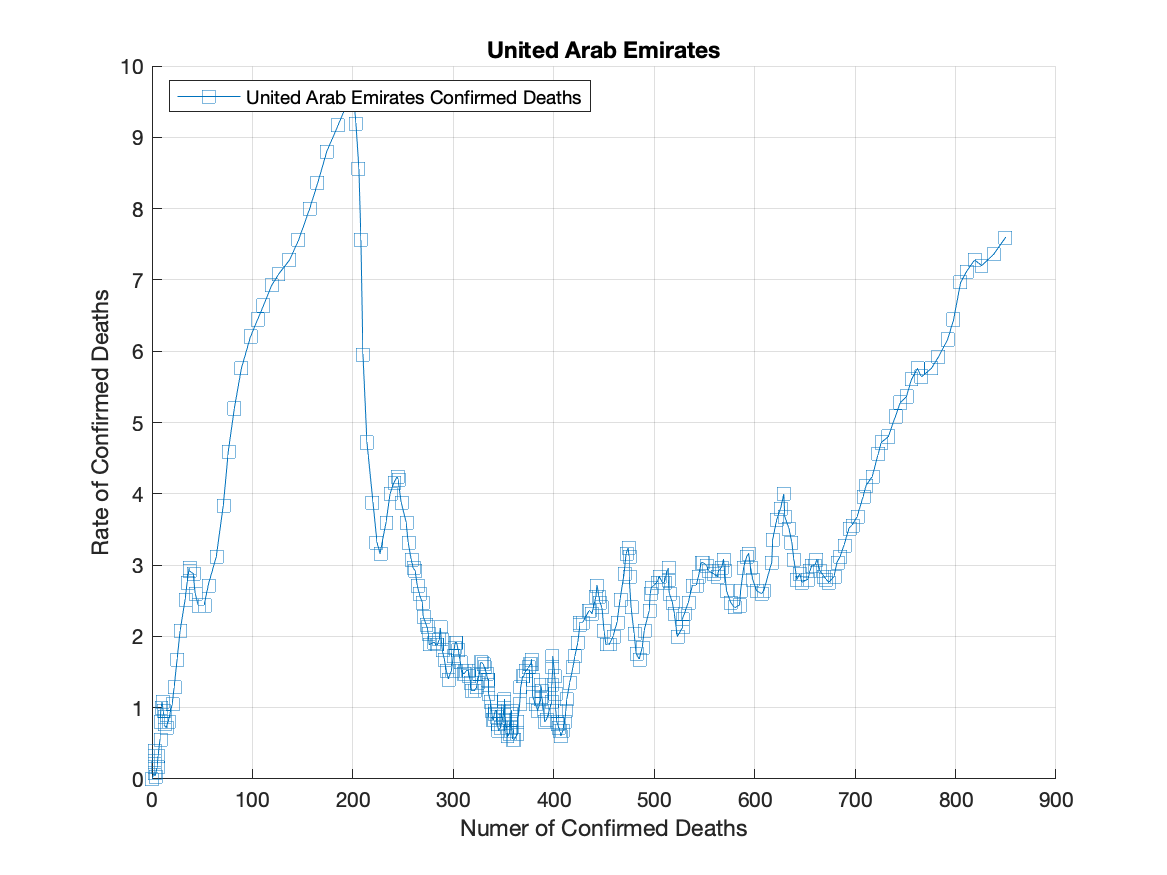 United Arab Emirates
United Arab Emirates Confirmed Deaths
10
9
8
7
6
5
4
3
2
1
0
Rate of Confirmed Deaths
0 100 200 300 400 500 600 700 800 900
Numer of Confirmed Deaths